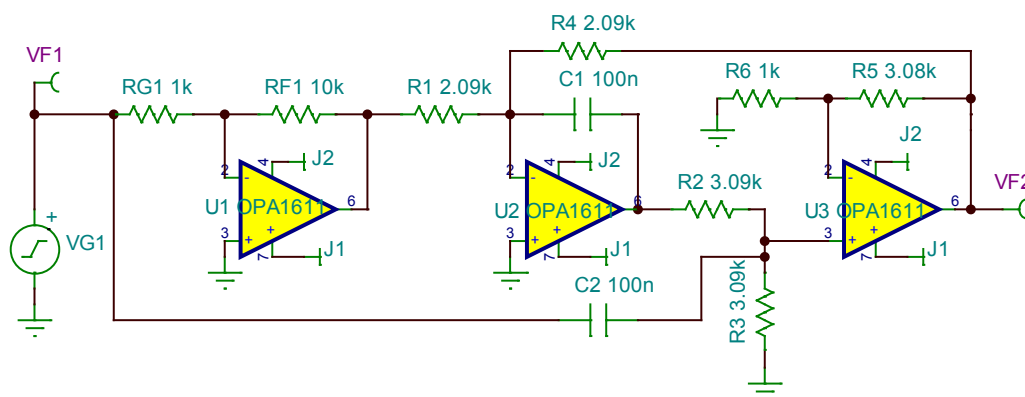 R4 2.09k
VF1
C1 100n
R6 1k
R5 3.08k
RG1 1k
RF1 10k
R1 2.09k
J2
J2
J2
4
4
4
2
2
2
-
-
-
R2 3.09k
VF2
U1 OPA1611
6
U2 OPA1611
6
U3 OPA1611
6
+
VG1
3
+
+
7
J1
3
+
+
7
J1
3
+
+
7
J1
C2 100n
R3 3.09k